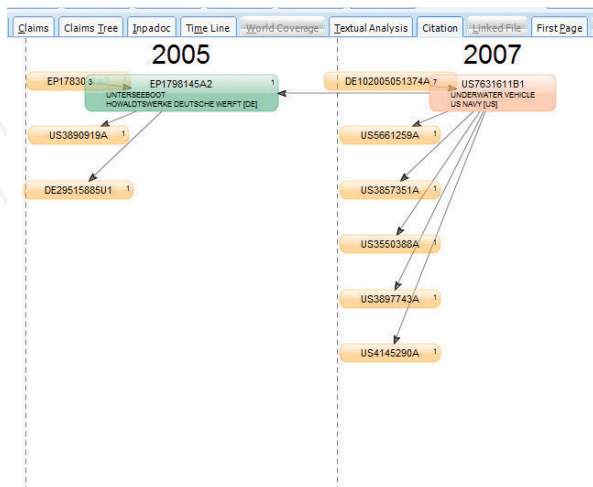 Claims Claims Tree Inpadoc Time Line World Coverage Textual Analysis Citation Linked File First Page
2005 2007
EP17830 3 EP1798145A2 1
UNTERSEEBOOT
HOWALDTSWERKE DEUTSCHE WERFT [DE]
DE102005051374A 7 US7631611B1
UNDERWATER VEHICLE
US NAVY [US]
US3890919A 1 US5661259A 1
DE29515885U1 1 US3857351A 1
US3550388A 1
US3897743A 1
US4145290A 1